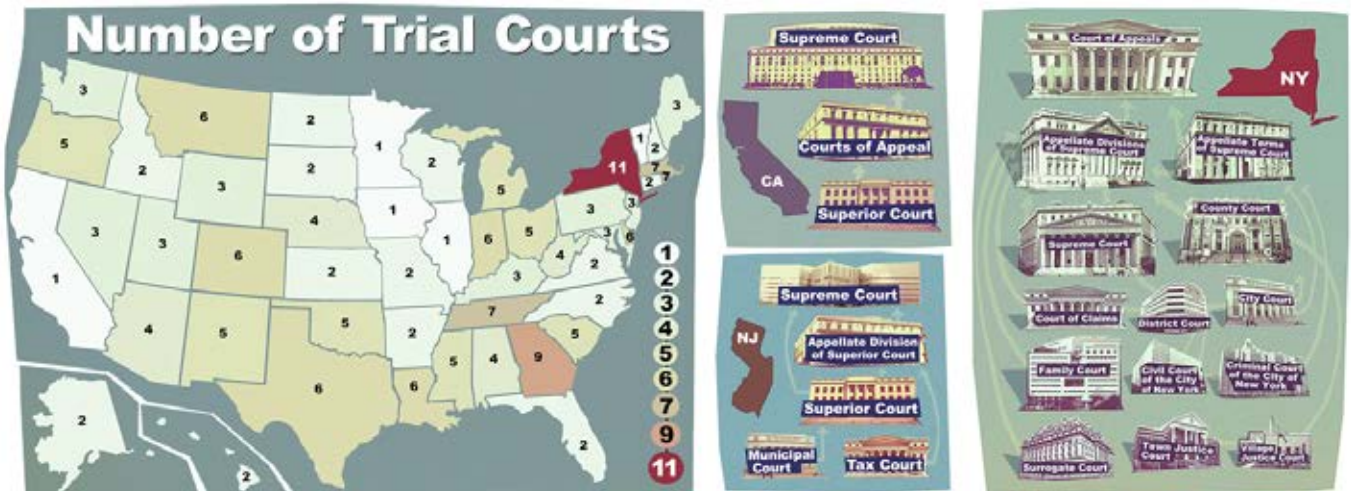 Number of Trial Courts
3
6
2
1
3
5
2
3
2
2
5
11
1
2
7
7
2
3
3
3
6
1
3
3
6
4
2
1
2
1
6
5
4
2
3
2
4
5
5
2
7
2
5
6
6
5
4
9
2
2
2
1
2
3
4
5
6
7
9
11
Supreme Court
Courts of Appeal
CA
Superior Court
Supreme Court
NJ
Appellate Division
of Superior Court
Superior Court
Municipal
Court
Tax Court
Court of Appeals
NY
Appellate Divisions
of Supreme Court
Appellate Terms
of Supreme Court
Supreme Court
County Court
Court of Claims
District Court
City Court
Family Court
Civil Court
of the City
of New York
Criminal Court
of the City of
New York
Surrogate Court
Town Justice
Court
Village
Justice Court